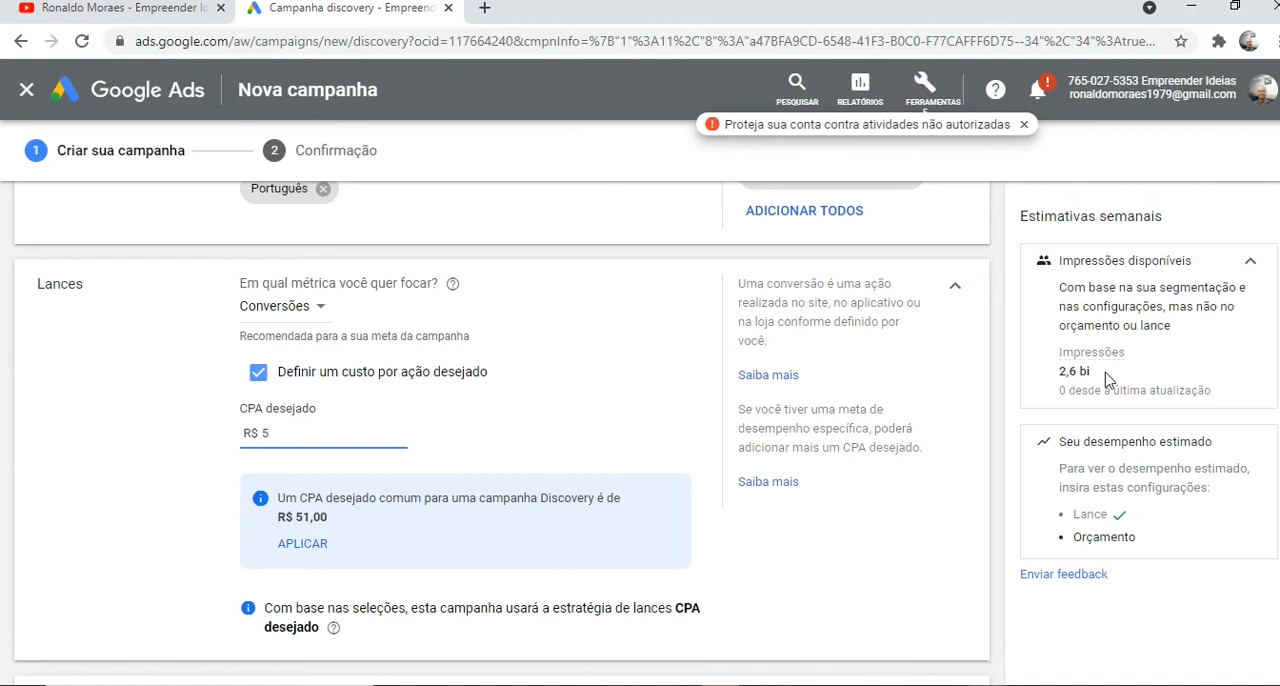 Ronaldo Moraes - Empreender I
Campanha discovery - Empreend
ads.google.com/aw/campaigns/new/discovery?ocid=117664240&cmpnInfo=%7B"1"%3A11%2C"8"%3A"a47BFA9CD-6548-41F3-B0C0-F77CAFFF6D75--34"%2C"34"%3Atrue...
Google Ads
Nova campanha
PESQUISAR
RELATÓRIOS
FERRAMENTAS
765-027-5353 Empreender Ideias
ronaldomoraes1979@gmail.com
Proteja sua conta contra atividades não autorizadas
1 Criar sua campanha
2 Confirmação
Português
ADICIONAR TODOS
Lances
Em qual métrica você quer focar?
Conversões
Recomendada para a sua meta da campanha
Definir um custo por ação desejado
CPA desejado
R$ 5
Um CPA desejado comum para uma campanha Discovery é de
R$ 51,00
APLICAR
Com base nas seleções, esta campanha usará a estratégia de lances CPA
desejado
Uma conversão é uma ação
realizada no site, no aplicativo ou
na loja conforme definido por
você.
Saiba mais
Se você tiver uma meta de
desempenho específica, poderá
adicionar mais um CPA desejado.
Saiba mais
Estimativas semanais
Impressões disponíveis
Com base na sua segmentação e
nas configurações, mas não no
orçamento ou lance
Impressões
2,6 bi
0 desde a última atualização
Seu desempenho estimado
Para ver o desempenho estimado,
insira estas configurações:
• Lance
• Orçamento
Enviar feedback